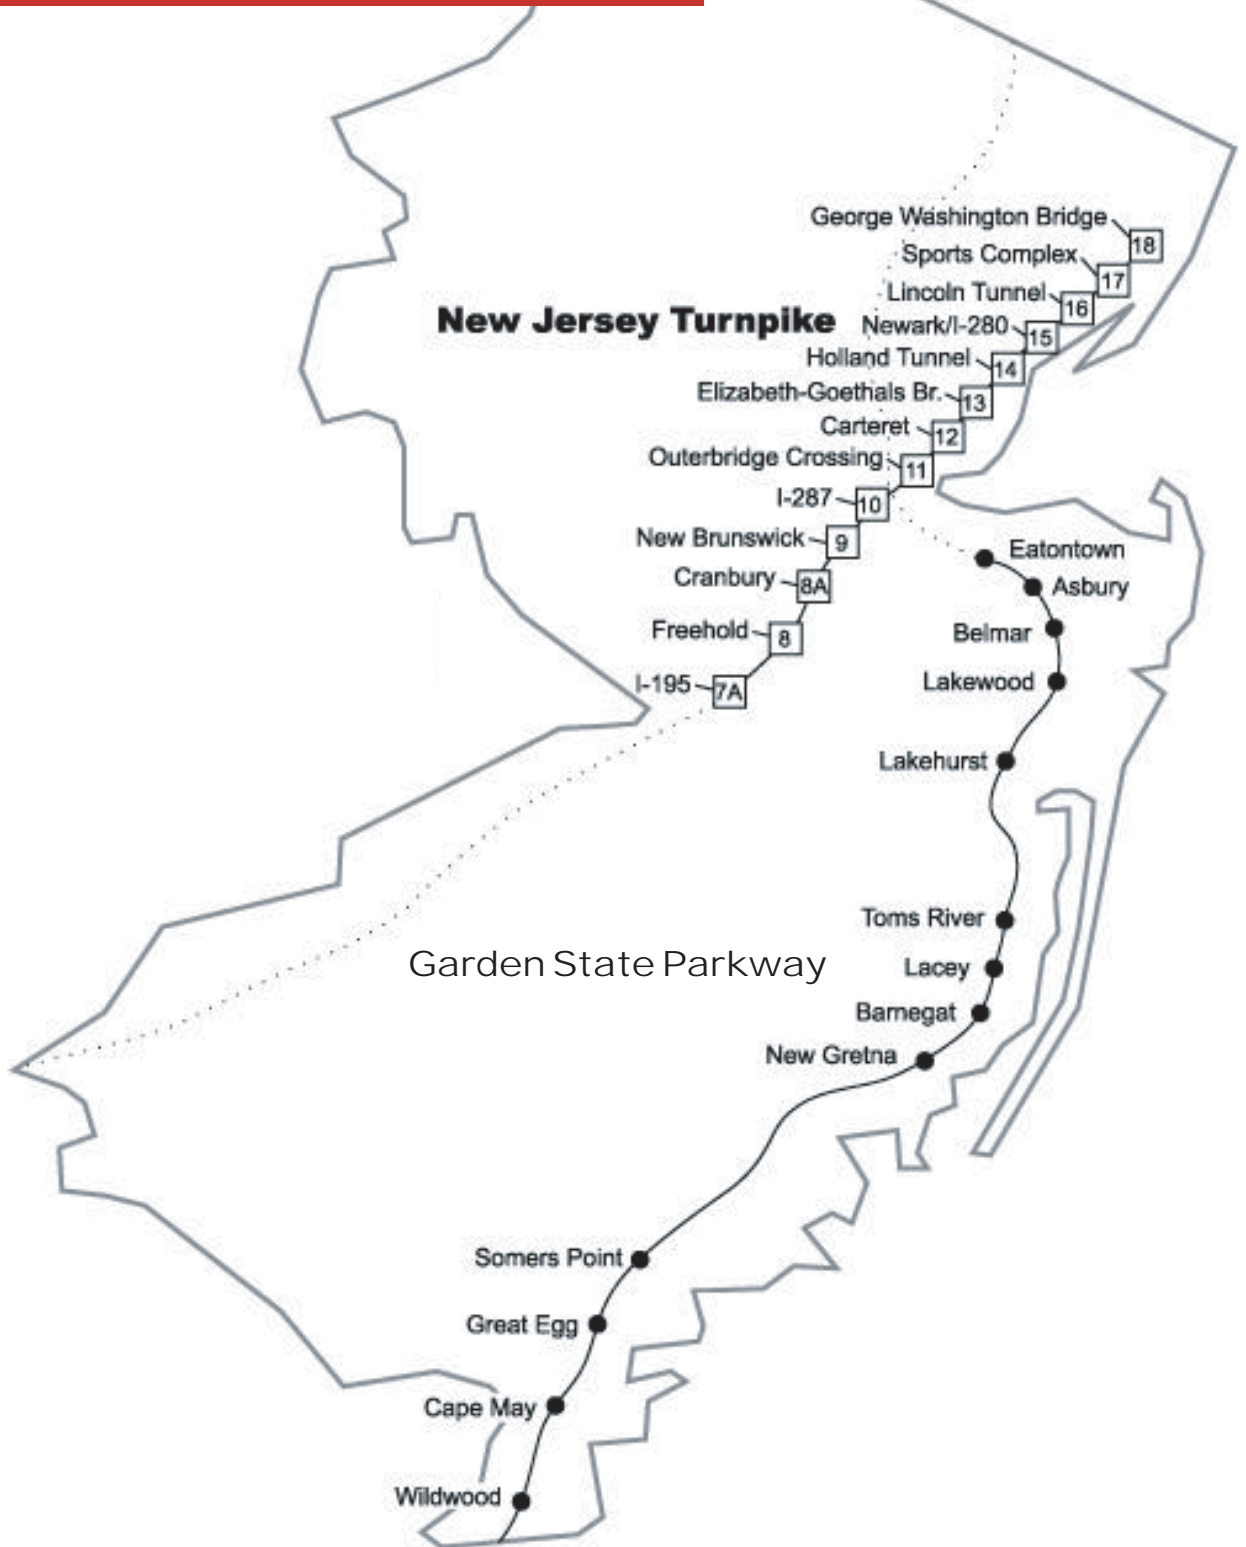 George Washington Bridge
18
Sports Complex
17
Lincoln Tunnel
16
New Jersey Turnpike
Newark/I-280
15
Holland Tunnel
14
Elizabeth-Goethals Br.
13
Carteret
12
Outerbridge Crossing
11
I-287
10
New Brunswick
9
Eatontown
Cranbury
8A
Asbury
Freehold
8
Belmar
I-195
7A
Lakewood
Lakehurst
Toms River
Garden State Parkway
Lacey
Barnegat
New Gretna
Somers Point
Great Egg
Cape May
Wildwood